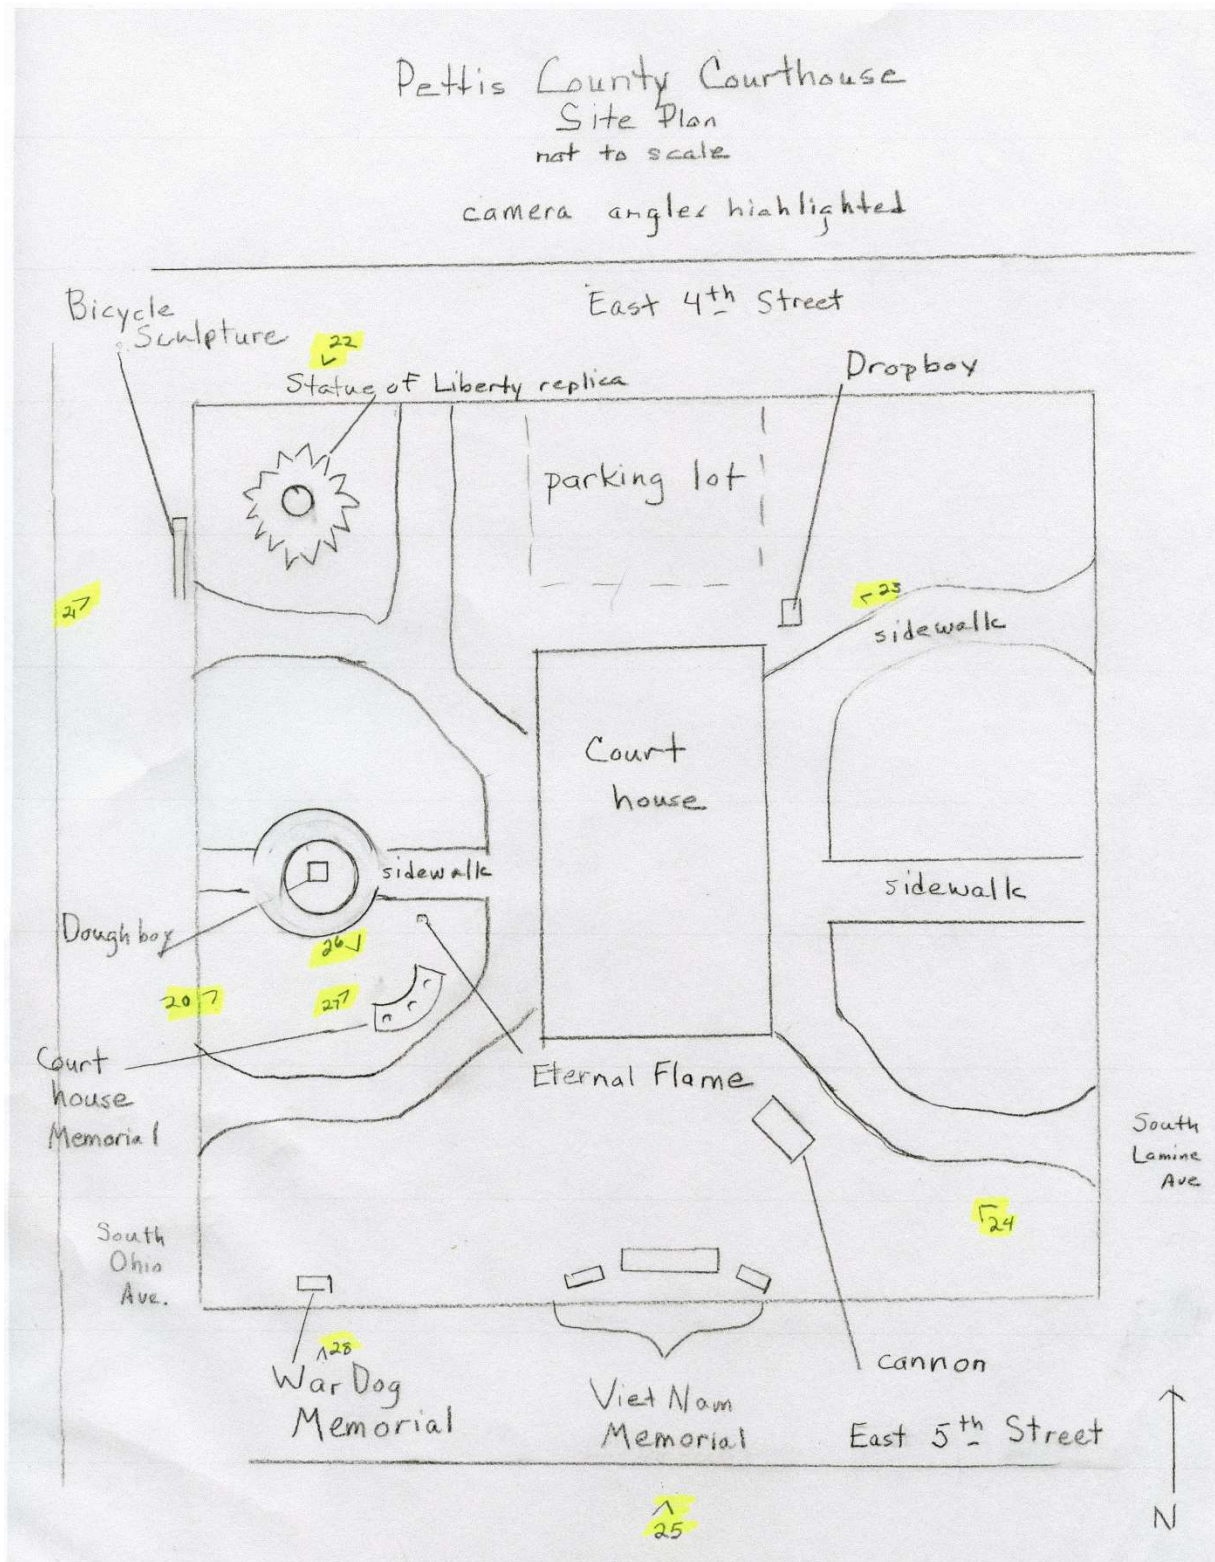 Pettis County Courthouse
Site Plan
not to scale
camera angles hiahlighted
East 4th Street
Bicycle
Sculpture
22
Statue of Liberty replica
Dropboy
parking lot
21
23
sidewalk
Court
house
sidewalk
sidewalk
Doughboy
26
20
27
Court
house
Memorial
Eternal Flame
South
Lamine
Ave
24
South
Ohio
Ave.
28
War Dog
Memorial
Viet Nam
Memorial
cannon
East 5th Street
25
N